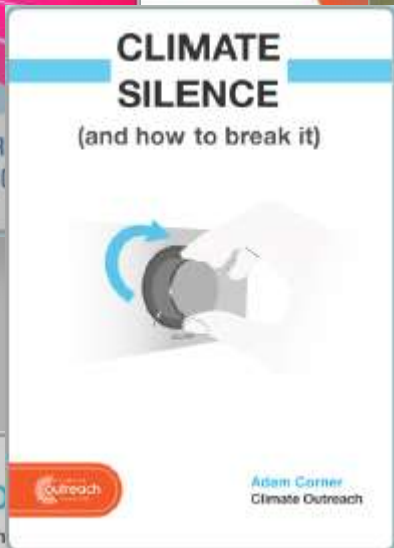 CLIMATE
SILENCE
(and how to break it)
outreach
Adam Corner
Climate Outreach